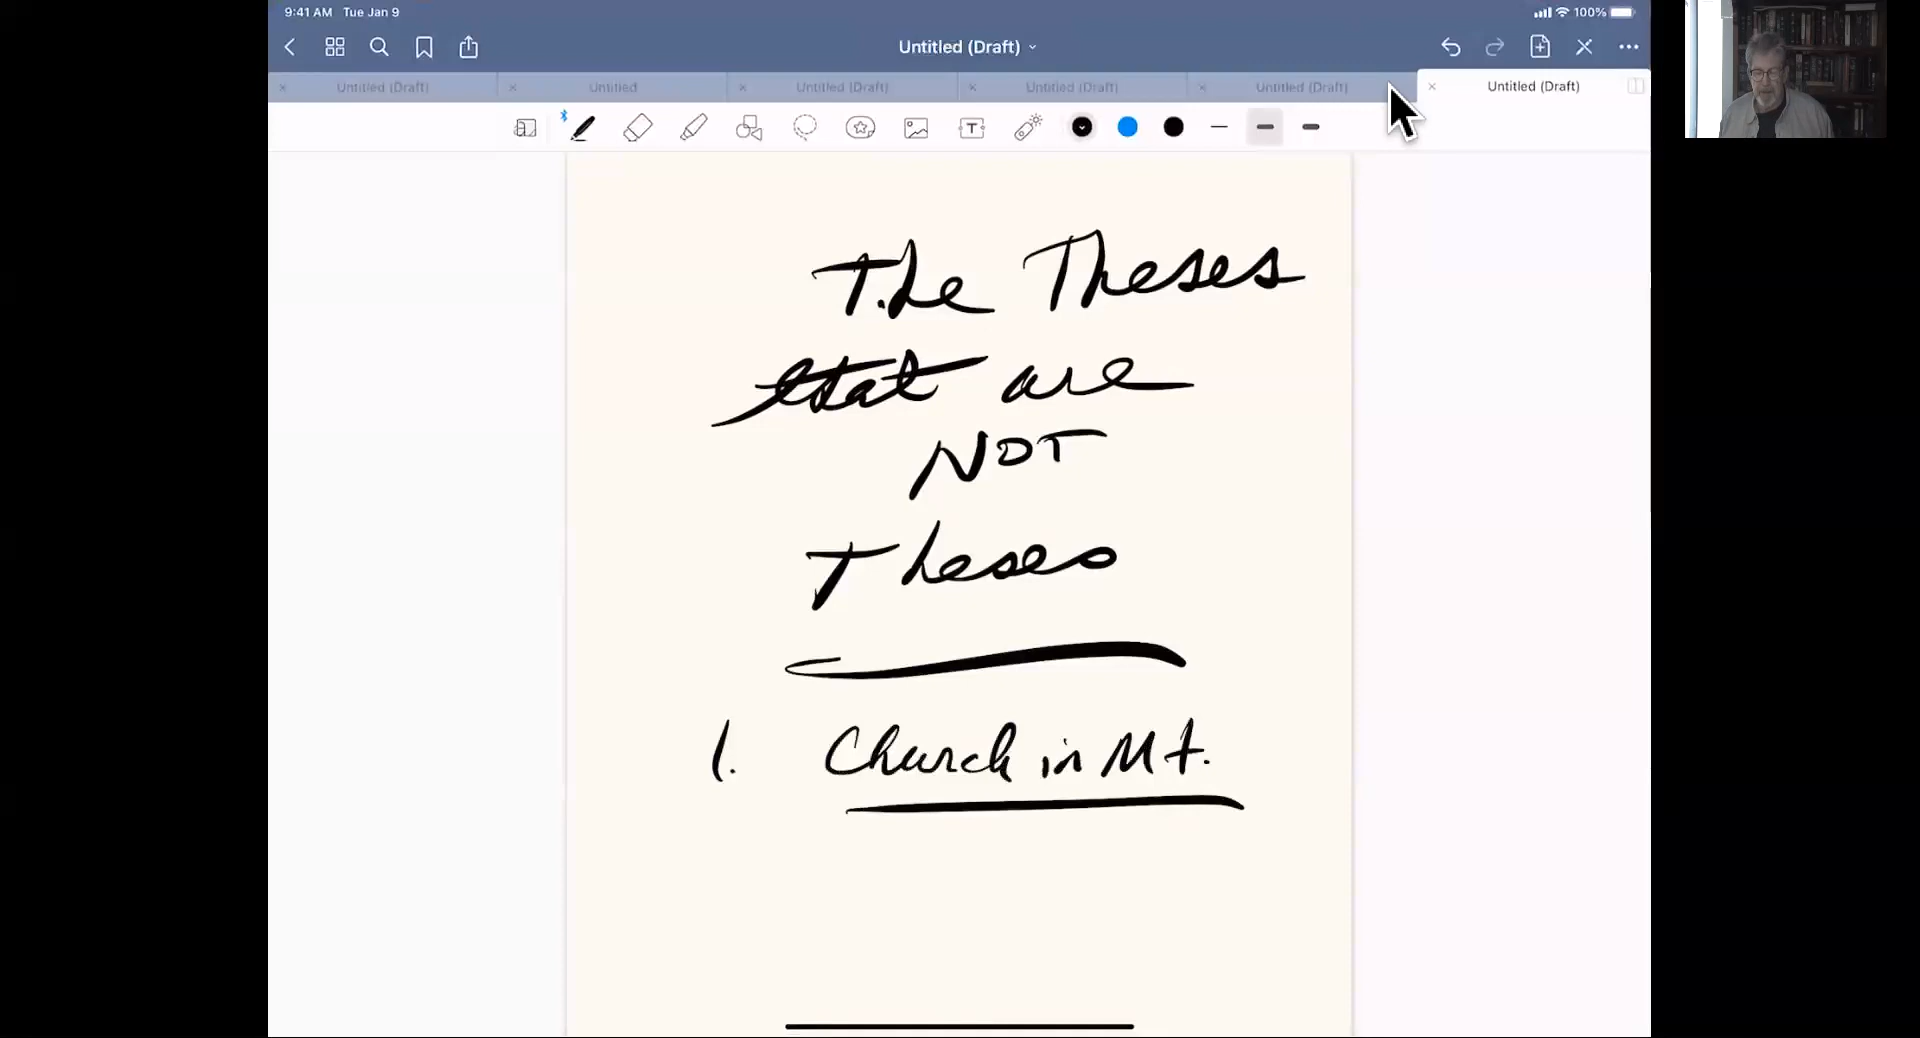 9:41 AM Tue Jan 9
100%
Untitled (Draft)
Untitled (Draft)
Untitled
Untitled (Draft)
Untitled (Draft)
Untitled (Draft)
Untitled (Draft)
T
The Theses
that are
NOT
Theses
1. Church in Mt.